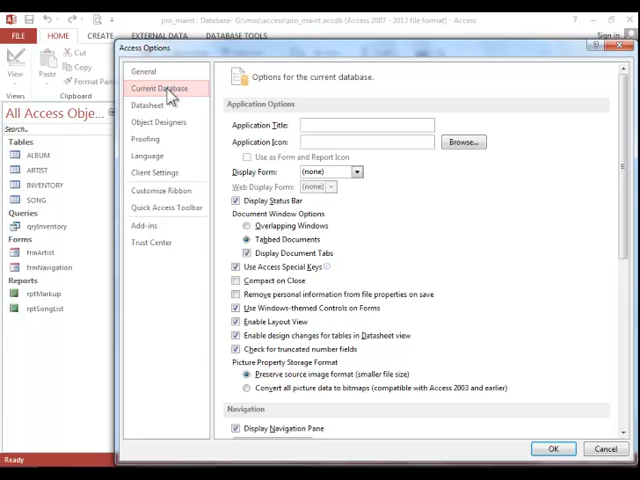 pro_maint : Database- G:\mos\access\pro_maint.accdb (Access 2007 - 2013 file format) - Access
Sign in
FILE HOME CREATE EXTERNAL DATA DATABASE TOOLS
View
Views
Paste
Cut
Copy
Format Pain
Clipboard
All Access Obje...
Search..
Tables
ALBUM
ARTIST
INVENTORY
SONG
Queries
qryInventory
Forms
frmArtist
frmNavigation
Reports
rptMarkup
rptSongList
Ready
Access Options
General
Current Database
Datasheet
Object Designers
Proofing
Language
Client Settings
Customize Ribbon
Quick Access Toolbar
Add-ins
Trust Center
Options for the current database.
Application Options
Application Title:
Application Icon:
Browse...
Use as Form and Report Icon
Display Form: (none)
Web Display Form: (none)
Display Status Bar
Document Window Options
Overlapping Windows
Tabbed Documents
Display Document Tabs
Use Access Special Keys
Compact on Close
Remove personal information from file properties on save
Use Windows-themed Controls on Forms
Enable Layout View
Enable design changes for tables in Datasheet view
Check for truncated number fields
Picture Property Storage Format
Preserve source image format (smaller file size)
Convert all picture data to bitmaps (compatible with Access 2003 and earlier)
Navigation
Display Navigation Pane
OK Cancel